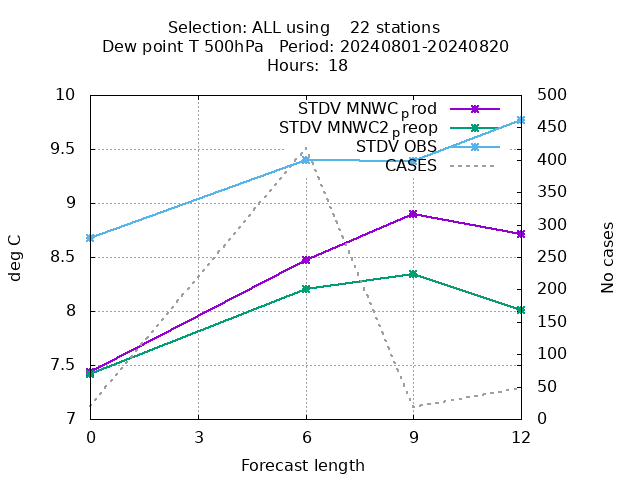 Selection: ALL using    22 stations
Dew point T 500hPa   Period: 20240801-20240820
Hours:  18
10
9.5
9
8.5
8
7.5
7
500
450
400
350
300
250
200
150
100
50
0
STDV MNWCprod
STDV MNWC2preop
STDV OBS
CASES
deg C
No cases
0 3 6 9 12
Forecast length